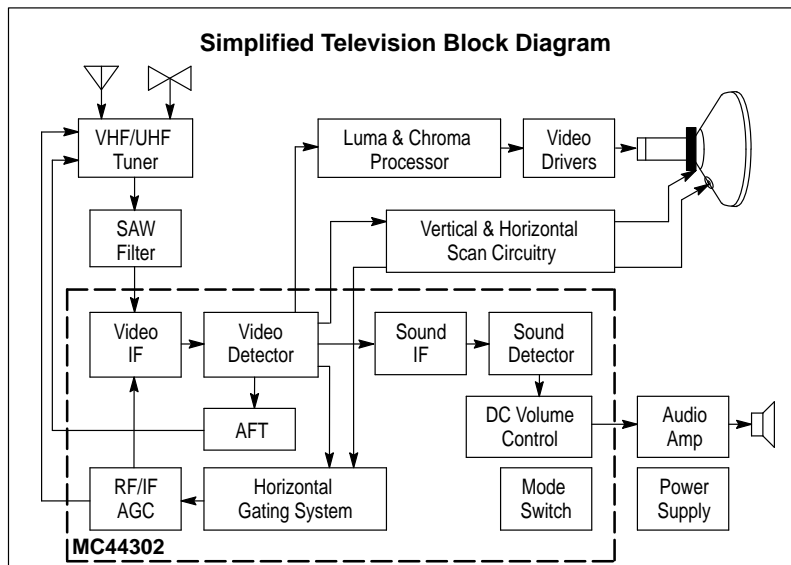 Simplified Television Block Diagram
VHF/UHF
Tuner
Luma & Chroma
Processor
Video
Drivers
SAW
Filter
Vertical & Horizontal
Scan Circuitry
Video
IF
Video
Detector
Sound
IF
Sound
Detector
AFT
DC Volume
Control
Audio
Amp
RF/IF
AGC
Horizontal
Gating System
Mode
Switch
Power
Supply
MC44302